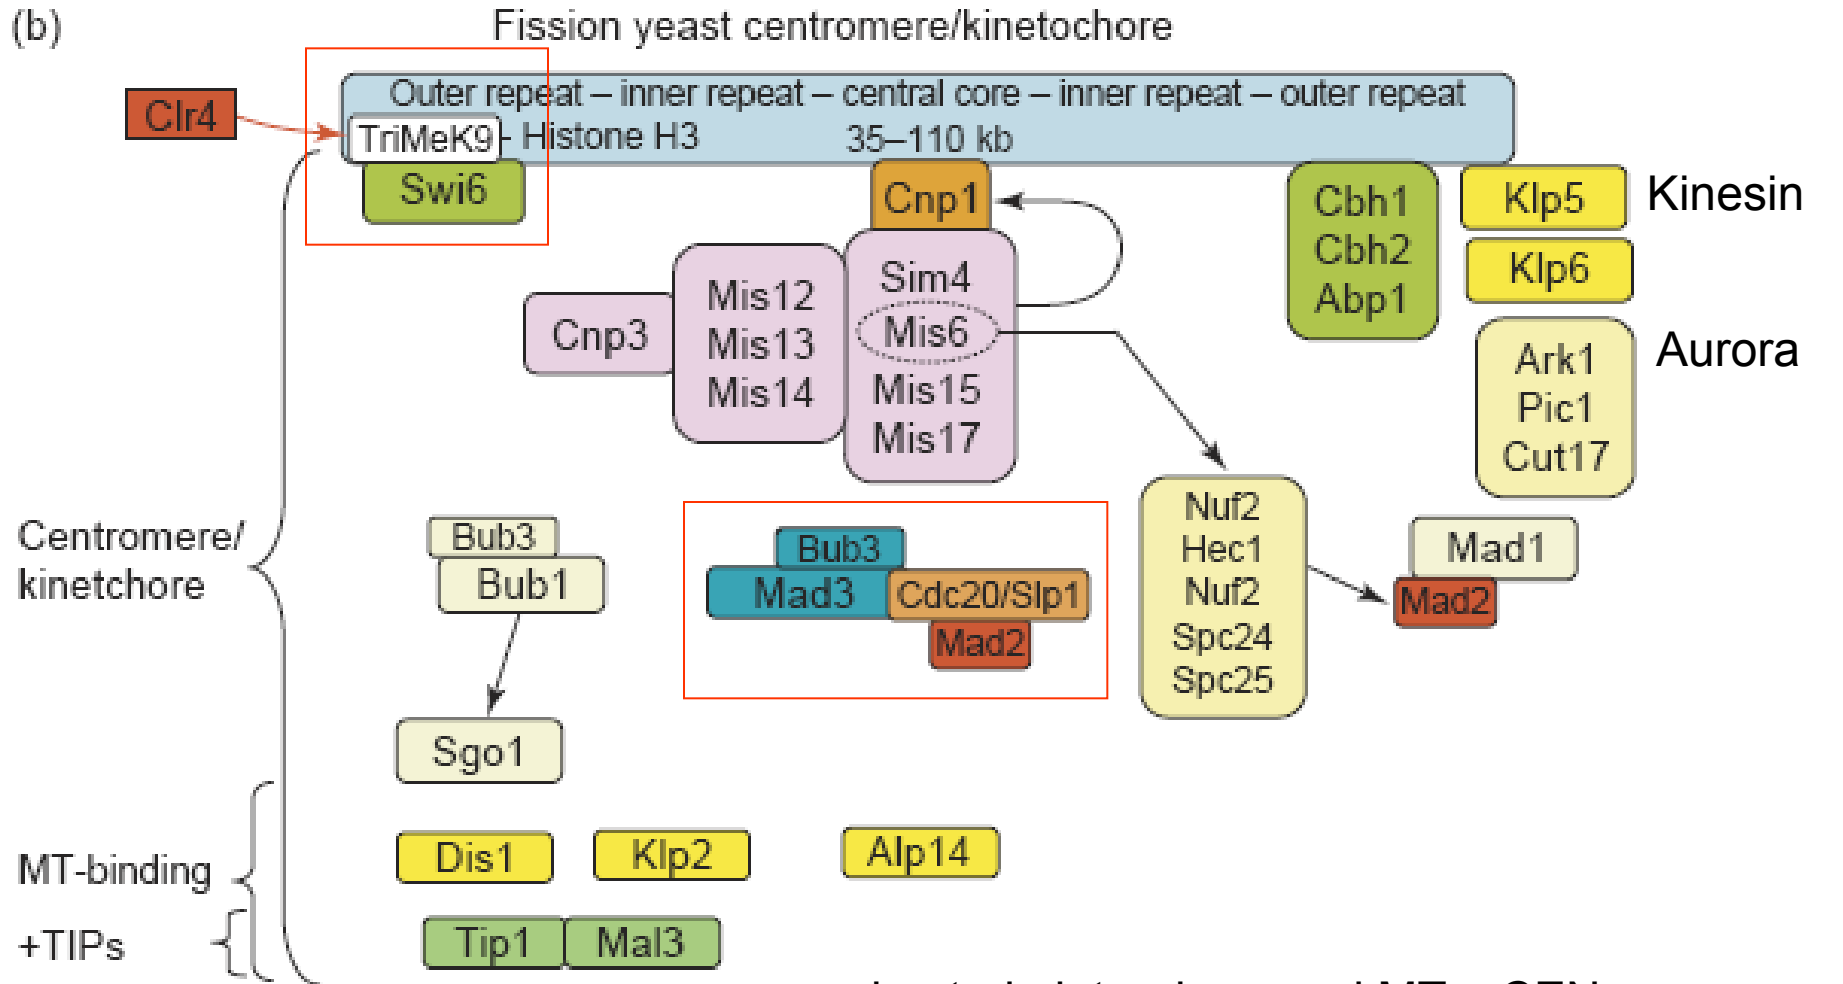 (b)
Fission yeast centromere/kinetochore
Outer repeat – inner repeat – central core – inner repeat – outer repeat
Clr4
TriMeK9 - Histone H3
35–110 kb
Swi6
Cnp1
Cbh1
Cbh2
Abp1
Klp5
Kinesin
Klp6
Cnp3
Mis12
Mis13
Mis14
Sim4
Mis6
Mis15
Mis17
Ark1
Pic1
Cut17
Aurora
Centromere/
kinetchore
Bub3
Bub1
Bub3
Mad3
Cdc20/Slp1
Mad2
Nuf2
Hec1
Nuf2
Spc24
Spc25
Mad1
Mad2
Sgo1
MT-binding
Dis1
Klp2
Alp14
+TIPs
Tip1
Mal3